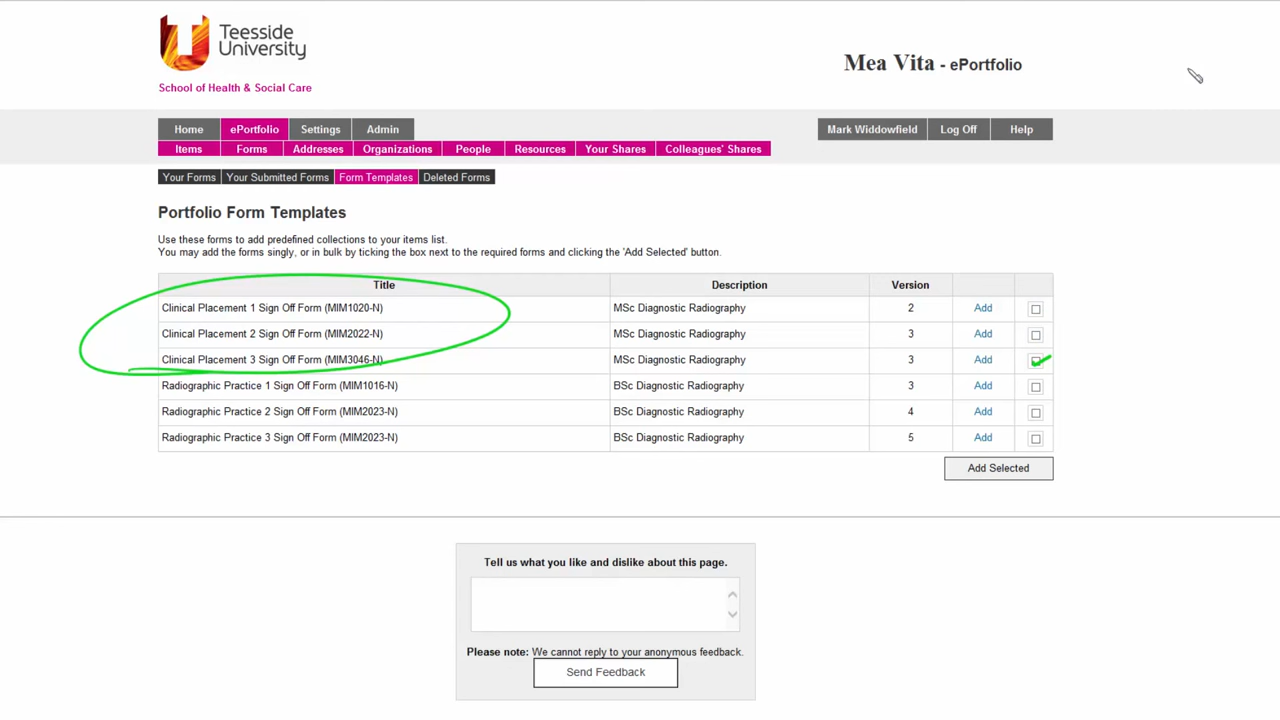 Teesside
University
School of Health & Social Care
Mea Vita - ePortfolio
Home ePortfolio Settings Admin Mark Widdowfield Log Off Help
Items Forms Addresses Organizations People Resources Your Shares Colleagues' Shares
Your Forms Your Submitted Forms Form Templates Deleted Forms
Portfolio Form Templates
Use these forms to add predefined collections to your items list.
You may add the forms singly, or in bulk by ticking the box next to the required forms and clicking the 'Add Selected' button.
Title Description Version
Clinical Placement 1 Sign Off Form (MIM1020-N) MSc Diagnostic Radiography 2 Add
Clinical Placement 2 Sign Off Form (MIM2022-N) MSc Diagnostic Radiography 3 Add
Clinical Placement 3 Sign Off Form (MIM3046-N) MSc Diagnostic Radiography 3 Add
Radiographic Practice 1 Sign Off Form (MIM1016-N) BSc Diagnostic Radiography 3 Add
Radiographic Practice 2 Sign Off Form (MIM2023-N) BSc Diagnostic Radiography 4 Add
Radiographic Practice 3 Sign Off Form (MIM2023-N) BSc Diagnostic Radiography 5 Add
Add Selected
Tell us what you like and dislike about this page.
Please note: We cannot reply to your anonymous feedback.
Send Feedback